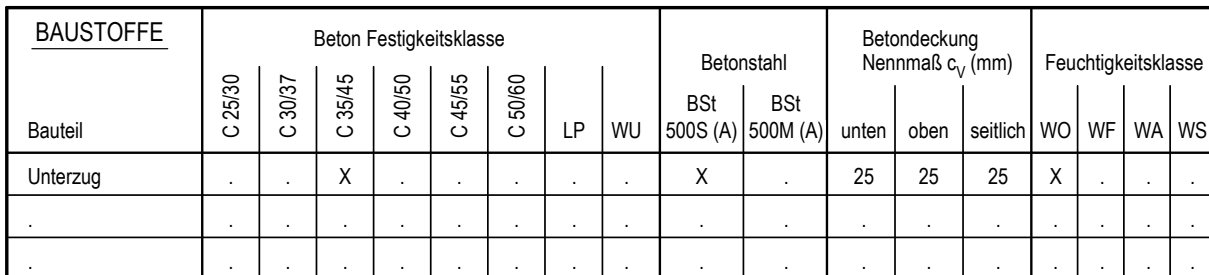 BAUSTOFFE Beton Festigkeitsklasse Betonstahl Betondeckung Nennmaß c_V (mm) Feuchtigkeitsklasse
Bauteil C 25/30 C 30/37 C 35/45 C 40/50 C 45/55 C 50/60 LP WU BSt 500S (A) BSt 500M (A) unten oben seitlich WO WF WA WS
Unterzug . . X . . . . . X . 25 25 25 X . . .
. . . . . . . . . . . . . . . . . .
. . . . . . . . . . . . . . . . . .